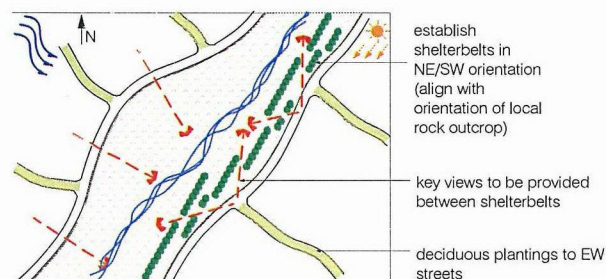 N
establish
shelterbelts in
NE/SW orientation
(align with
orientation of local
rock outcrop)
key views to be provided
between shelterbelts
deciduous plantings to EW
streets